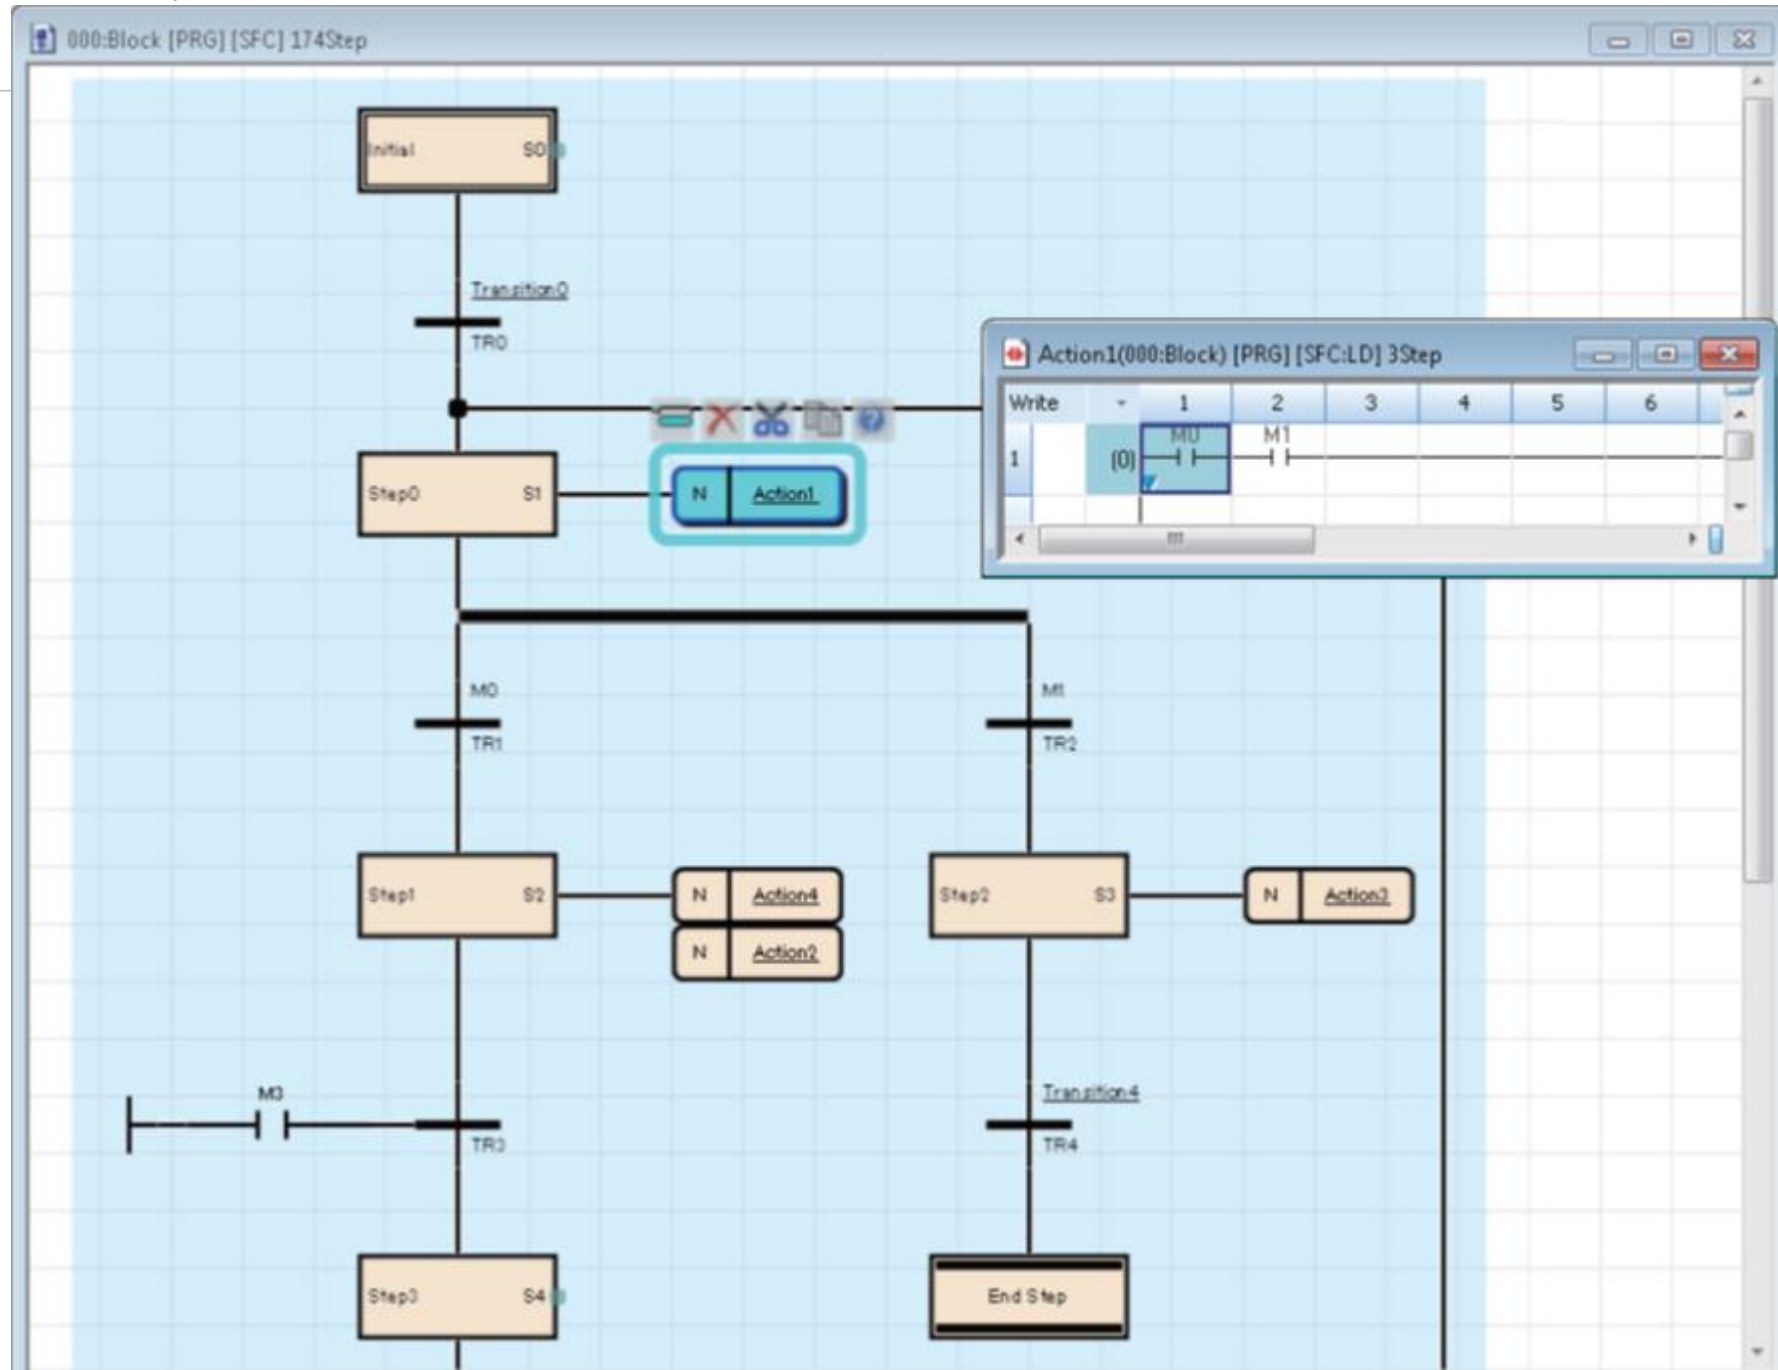 000:Block [PRG] [SFC] 174Step
Initial S0
Transition0
TR0
Action1(000:Block) [PRG] [SFC:LD] 3Step
Write 1 2 3 4 5 6
M0 M1
1 (0)
Step0 S1 N Action1
M0 M1
TR1 TR2
Step1 S2 N Action4 Step2 S3 N Action3
N Action2
M3 Transition4
TR3 TR4
Step3 S4 End Step